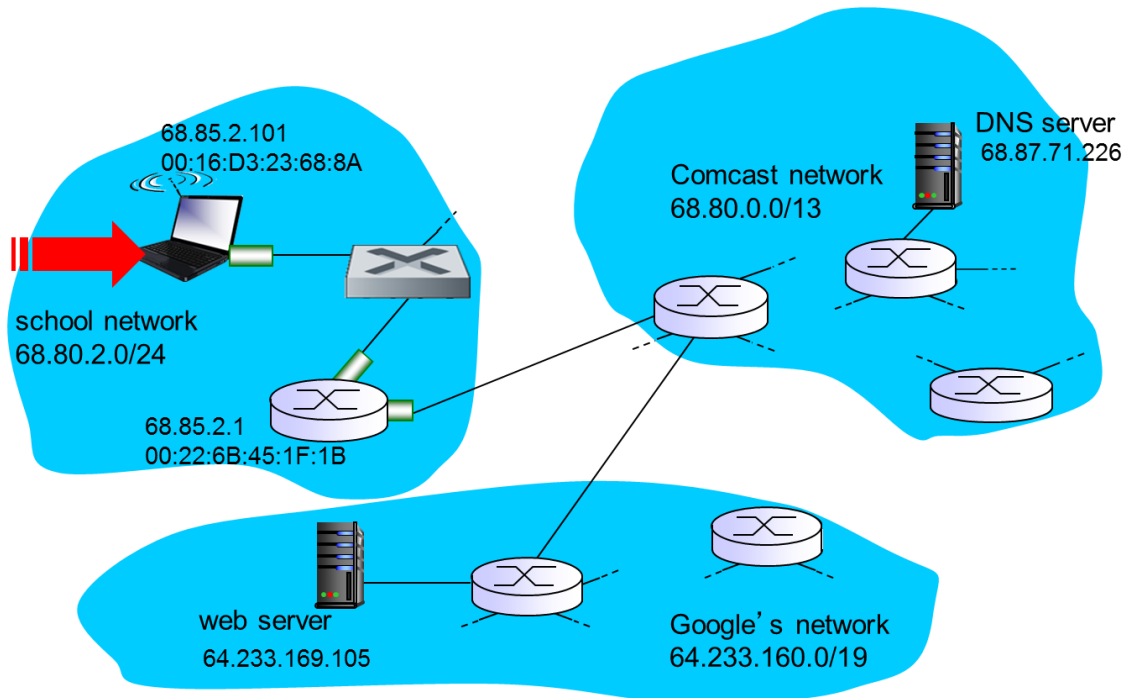 68.85.2.101
00:16:D3:23:68:8A
school network
68.80.2.0/24
68.85.2.1
00:22:6B:45:1F:1B
DNS server
68.87.71.226
Comcast network
68.80.0.0/13
web server
64.233.169.105
Google’s network
64.233.160.0/19